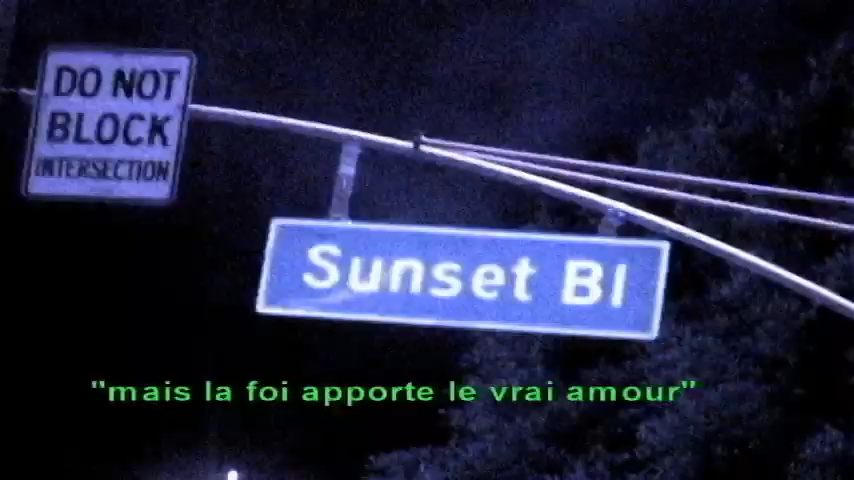 DO NOT
BLOCK
INTERSECTION
Sunset Bl
"mais la foi apporte le vrai amour"